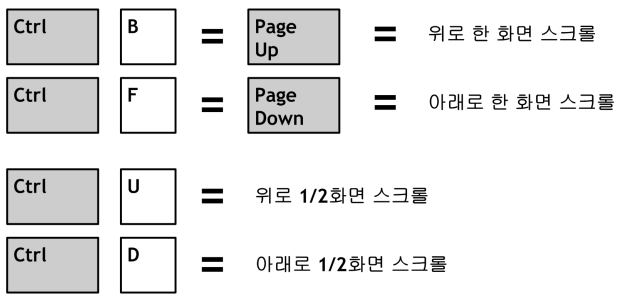 Ctrl B = Page Up = 위로 한 화면 스크롤
Ctrl F = Page Down = 아래로 한 화면 스크롤
Ctrl U = 위로 1/2화면 스크롤
Ctrl D = 아래로 1/2화면 스크롤